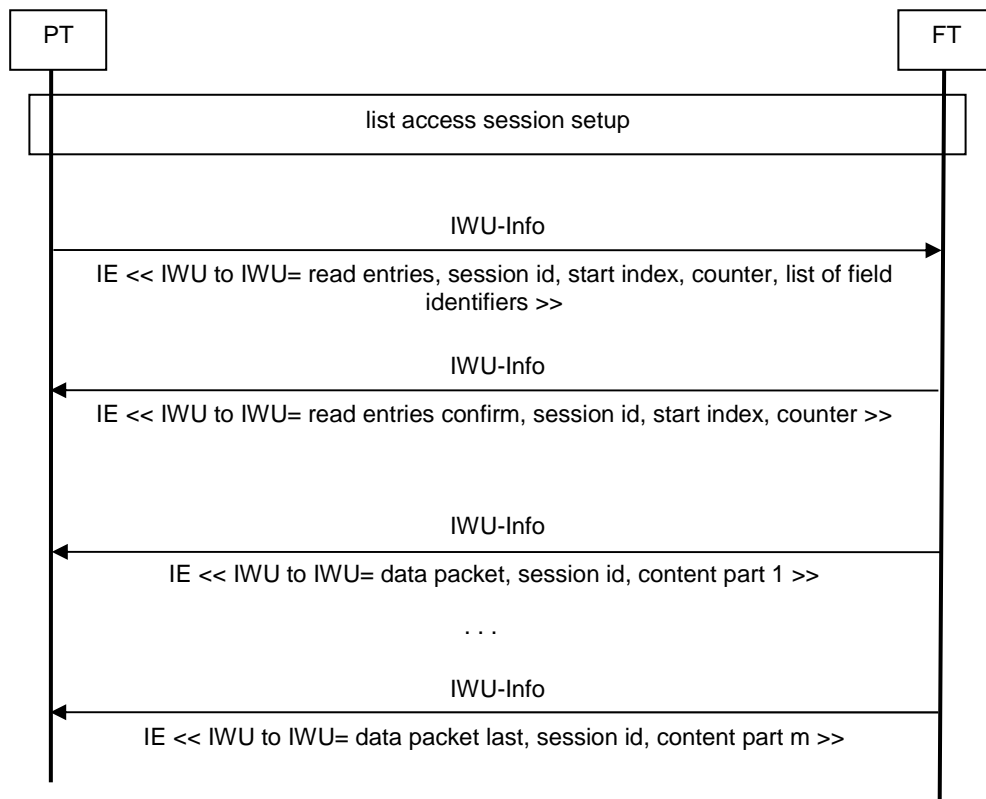 PT
FT
list access session setup
IWU-Info
IE << IWU to IWU= read entries, session id, start index, counter, list of field
identifiers >>
IWU-Info
IE << IWU to IWU= read entries confirm, session id, start index, counter >>
IWU-Info
IE << IWU to IWU= data packet, session id, content part 1 >>
. . .
IWU-Info
IE << IWU to IWU= data packet last, session id, content part m >>